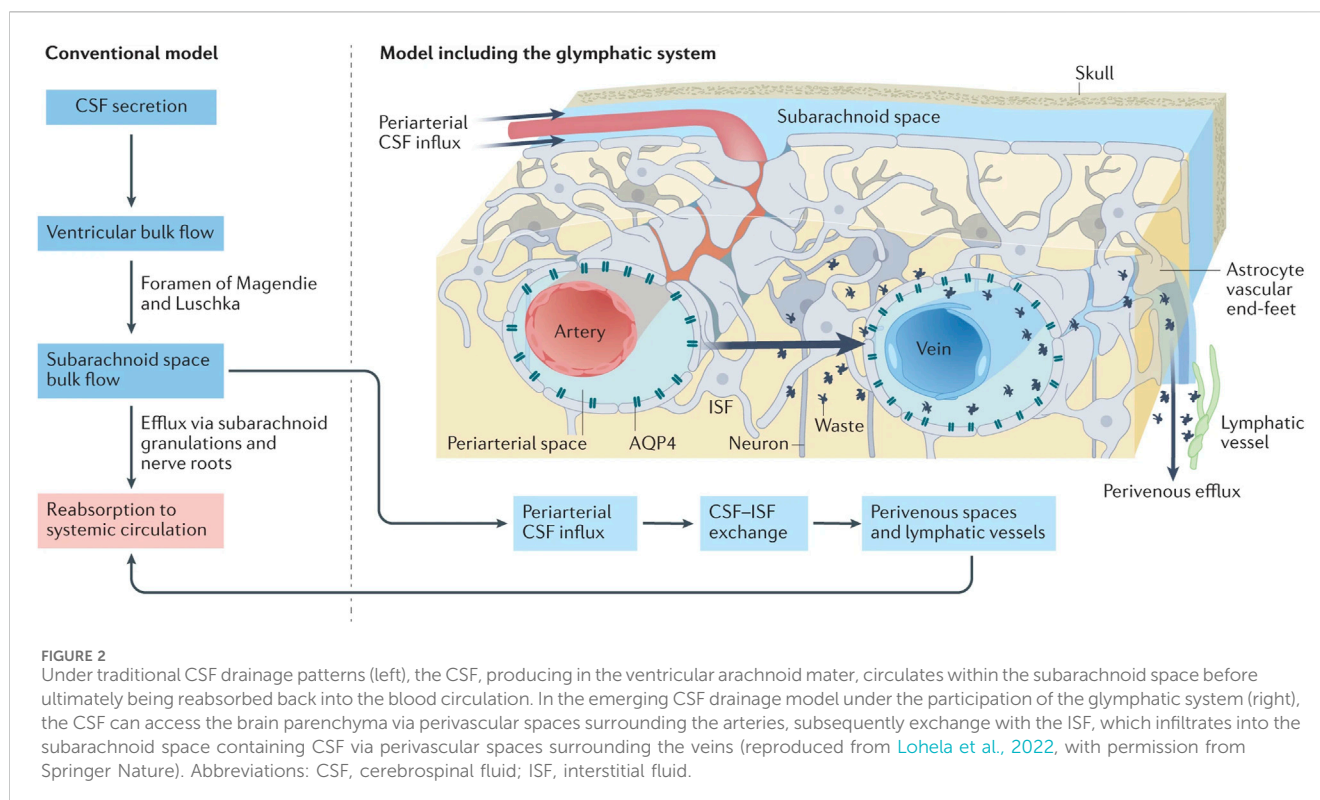 Conventional model
CSF secretion
Ventricular bulk flow
Foramen of Magendie
and Luschka
Subarachnoid space
bulk flow
Efflux via subarachnoid
granulations and
nerve roots
Reabsorption to
systemic circulation
Model including the glymphatic system
Skull
Subarachnoid space
Periarterial
CSF influx
Astrocyte
vascular
end-feet
Artery
Vein
ISF
Waste
Periarterial space
AQP4
Neuron
Lymphatic
vessel
Perivenous efflux
Periarterial
CSF influx
CSF–ISF
exchange
Perivenous spaces
and lymphatic vessels
FIGURE 2
Under traditional CSF drainage patterns (left), the CSF, producing in the ventricular arachnoid mater, circulates within the subarachnoid space before
ultimately being reabsorbed back into the blood circulation. In the emerging CSF drainage model under the participation of the glymphatic system (right),
the CSF can access the brain parenchyma via perivascular spaces surrounding the arteries, subsequently exchange with the ISF, which infiltrates into the
subarachnoid space containing CSF via perivascular spaces surrounding the veins (reproduced from Lohela et al., 2022, with permission from
Springer Nature). Abbreviations: CSF, cerebrospinal fluid; ISF, interstitial fluid.